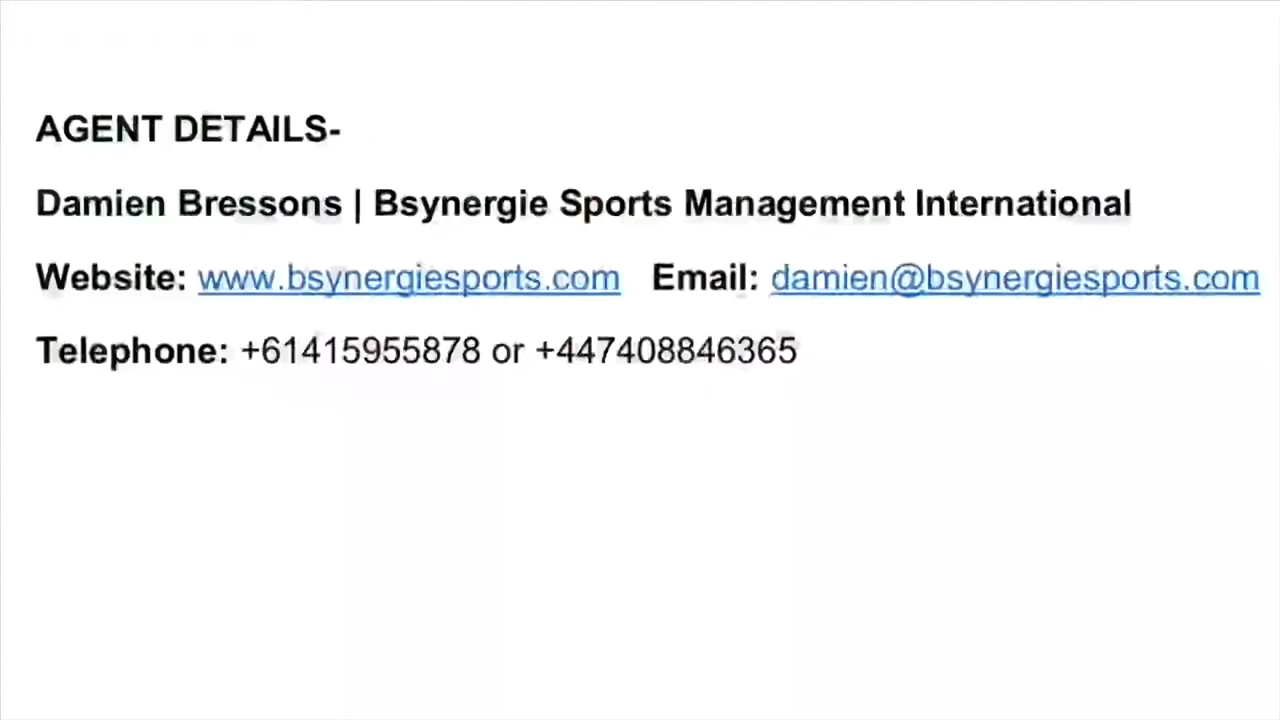 AGENT DETAILS-
Damien Bressons | Bsynergie Sports Management International
Website: www.bsynergiesports.com Email: damien@bsynergiesports.com
Telephone: +61415955878 or +447408846365